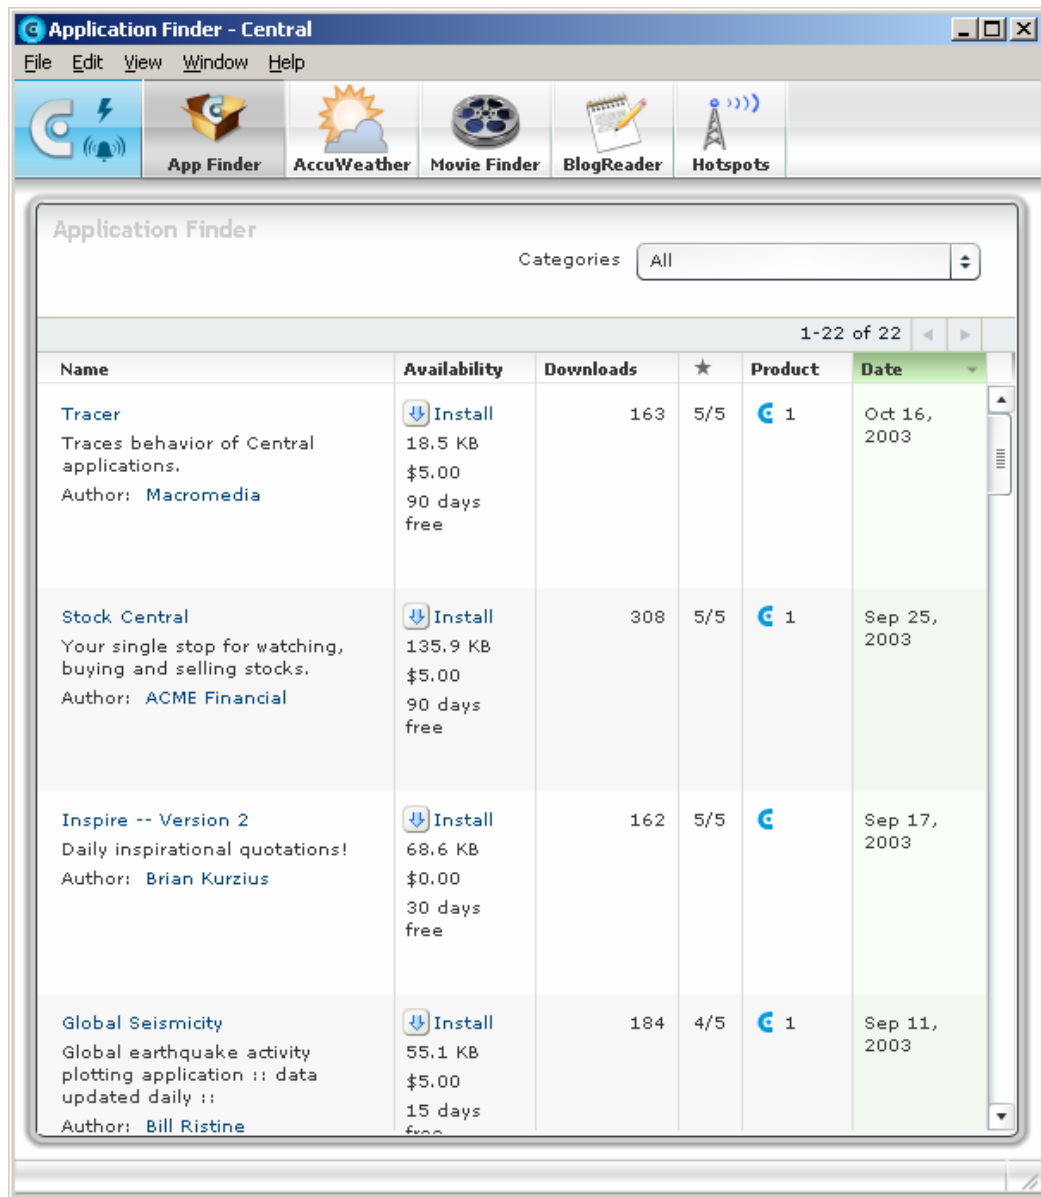 Application Finder - Central
File Edit View Window Help
App Finder AccuWeather Movie Finder BlogReader Hotspots
Application Finder
Categories All
1-22 of 22
Name Availability Downloads ★ Product Date
Tracer Install 163 5/5 1 Oct 16,
Traces behavior of Central 18.5 KB 2003
applications. $5.00
Author: Macromedia 90 days
free
Stock Central Install 308 5/5 1 Sep 25,
Your single stop for watching, 135.9 KB 2003
buying and selling stocks. $5.00
Author: ACME Financial 90 days
free
Inspire -- Version 2 Install 162 5/5 Sep 17,
Daily inspirational quotations! 68.6 KB 2003
Author: Brian Kurzius $0.00
30 days
free
Global Seismicity Install 184 4/5 1 Sep 11,
Global earthquake activity 55.1 KB 2003
plotting application :: data $5.00
updated daily :: 15 days
Author: Bill Ristine free